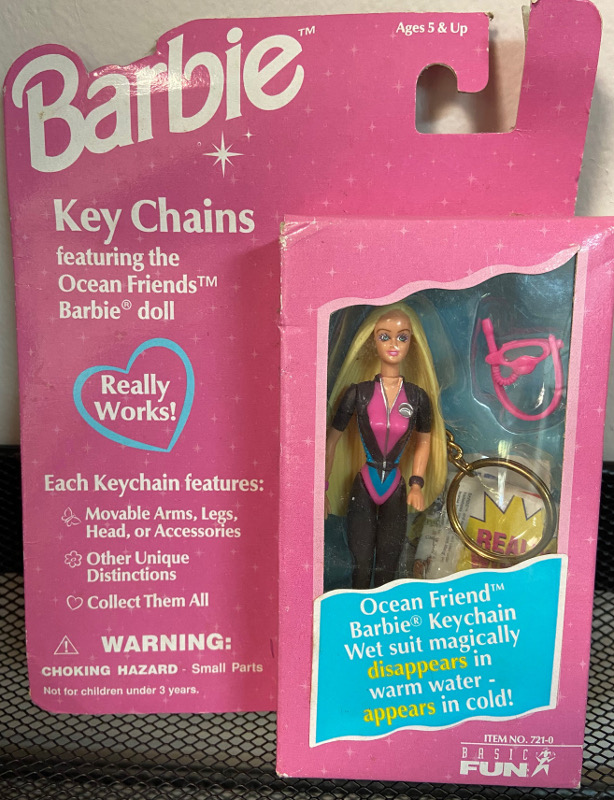 Barbie™
Ages 5 & Up
Key Chains
featuring the
Ocean Friends™
Barbie® doll
Really
Works!
Each Keychain features:
Movable Arms, Legs,
Head, or Accessories
Other Unique
Distinctions
Collect Them All
WARNING:
CHOKING HAZARD - Small Parts
Not for children under 3 years.
REAL
Ocean Friend™
Barbie® Keychain
Wet suit magically
disappears in
warm water -
appears in cold!
ITEM NO. 721-0
BASIC
FUN